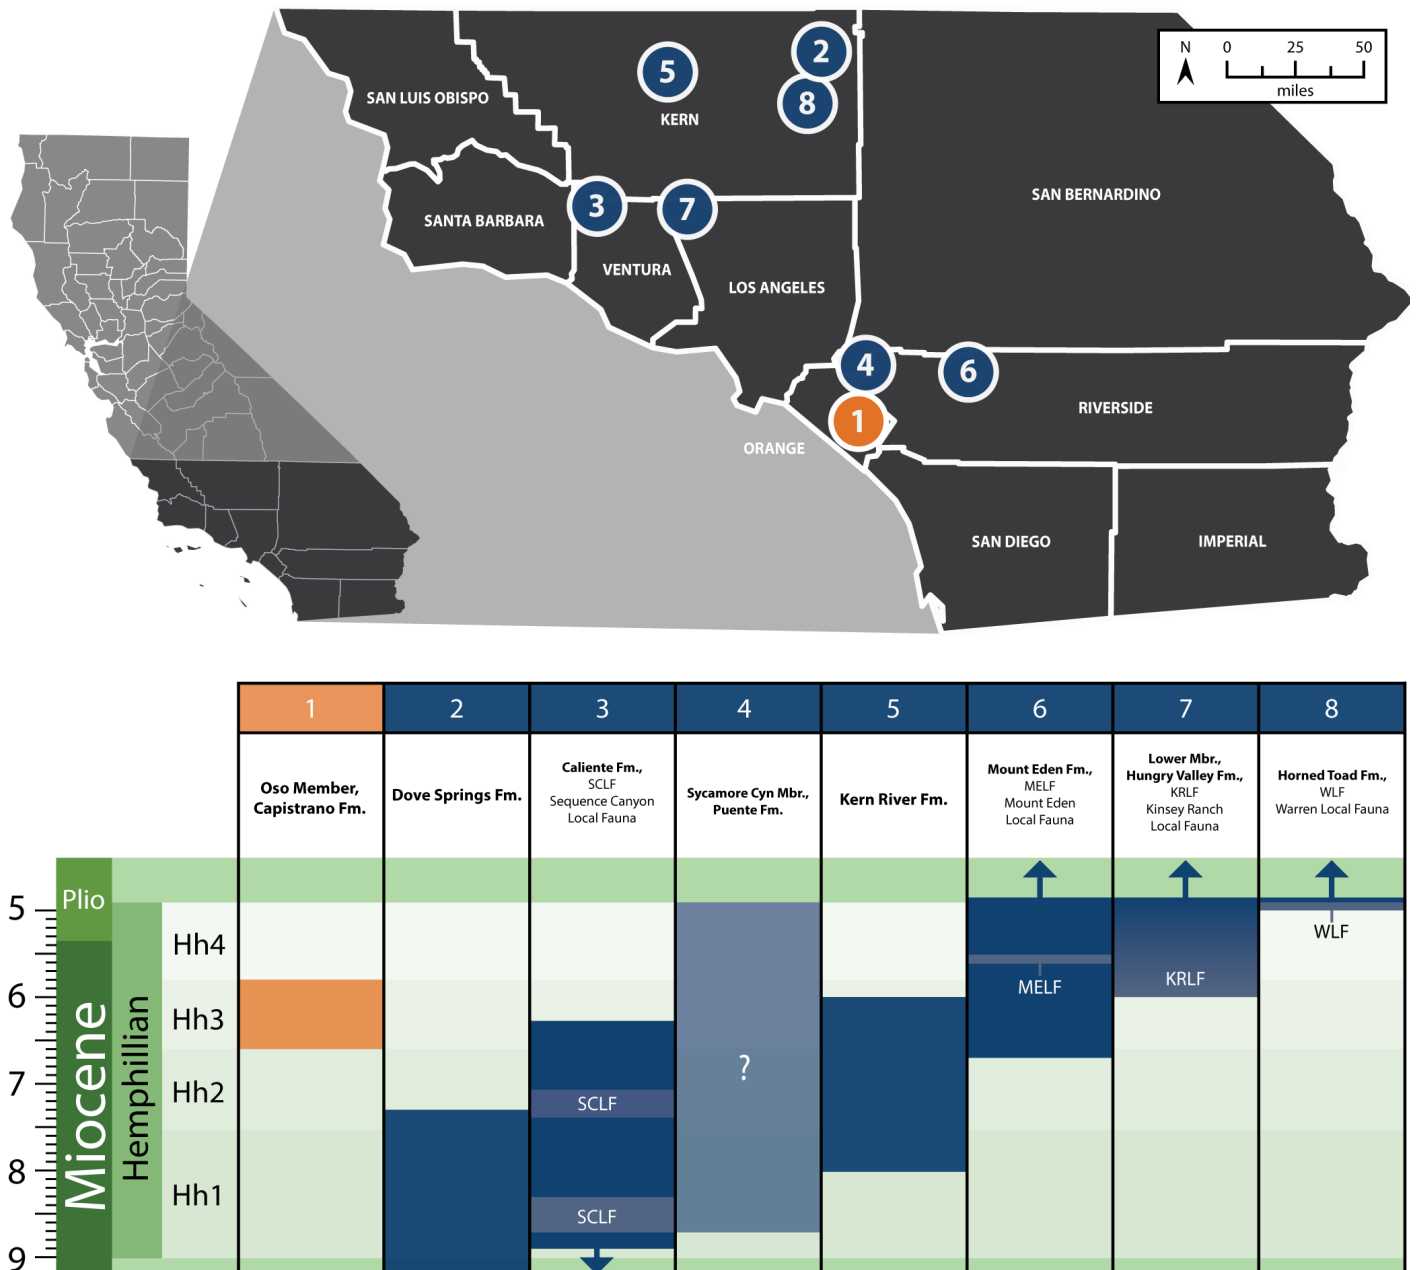 N 0 25 50
miles
2
5
8
SAN LUIS OBISPO
KERN
SAN BERNARDINO
3
7
SANTA BARBARA
VENTURA
LOS ANGELES
4
6
RIVERSIDE
1
ORANGE
SAN DIEGO
IMPERIAL
1 2 3 4 5 6 7 8
Oso Member,
Capistrano Fm.
Dove Springs Fm.
Caliente Fm.,
SCLF
Sequence Canyon
Local Fauna
Sycamore Cyn Mbr.,
Puente Fm.
Kern River Fm.
Mount Eden Fm.,
MELF
Mount Eden
Local Fauna
Lower Mbr.,
Hungry Valley Fm.,
KRLF
Kinsey Ranch
Local Fauna
Horned Toad Fm.,
WLF
Warren Local Fauna
Plio
Miocene
Hemphillian
5
6
7
8
9
Hh4
Hh3
Hh2
Hh1
SCLF
SCLF
?
MELF
KRLF
WLF